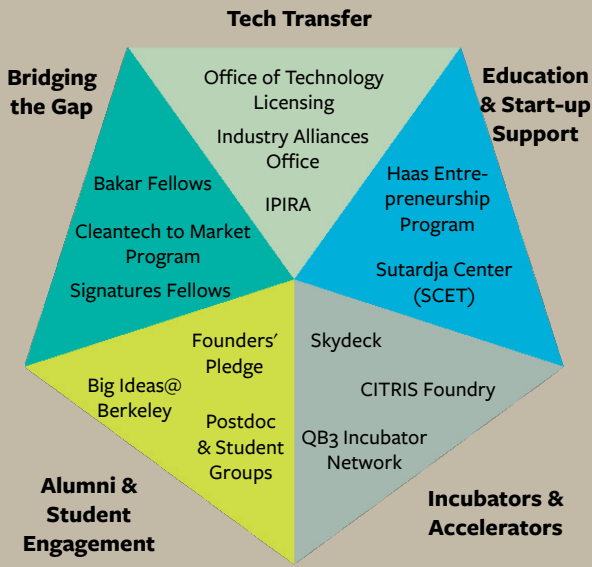 Tech Transfer
Bridging
the Gap
Education
& Start-up
Support
Office of Technology
Licensing
Industry Alliances
Office
IPIRA
Bakar Fellows
Cleantech to Market
Program
Signatures Fellows
Haas Entre-
preneurship
Program
Sutardja Center
(SCET)
Founders’
Pledge
Big Ideas@
Berkeley
Postdoc
& Student
Groups
Skydeck
CITRIS Foundry
QB3 Incubator
Network
Alumni &
Student
Engagement
Incubators &
Accelerators